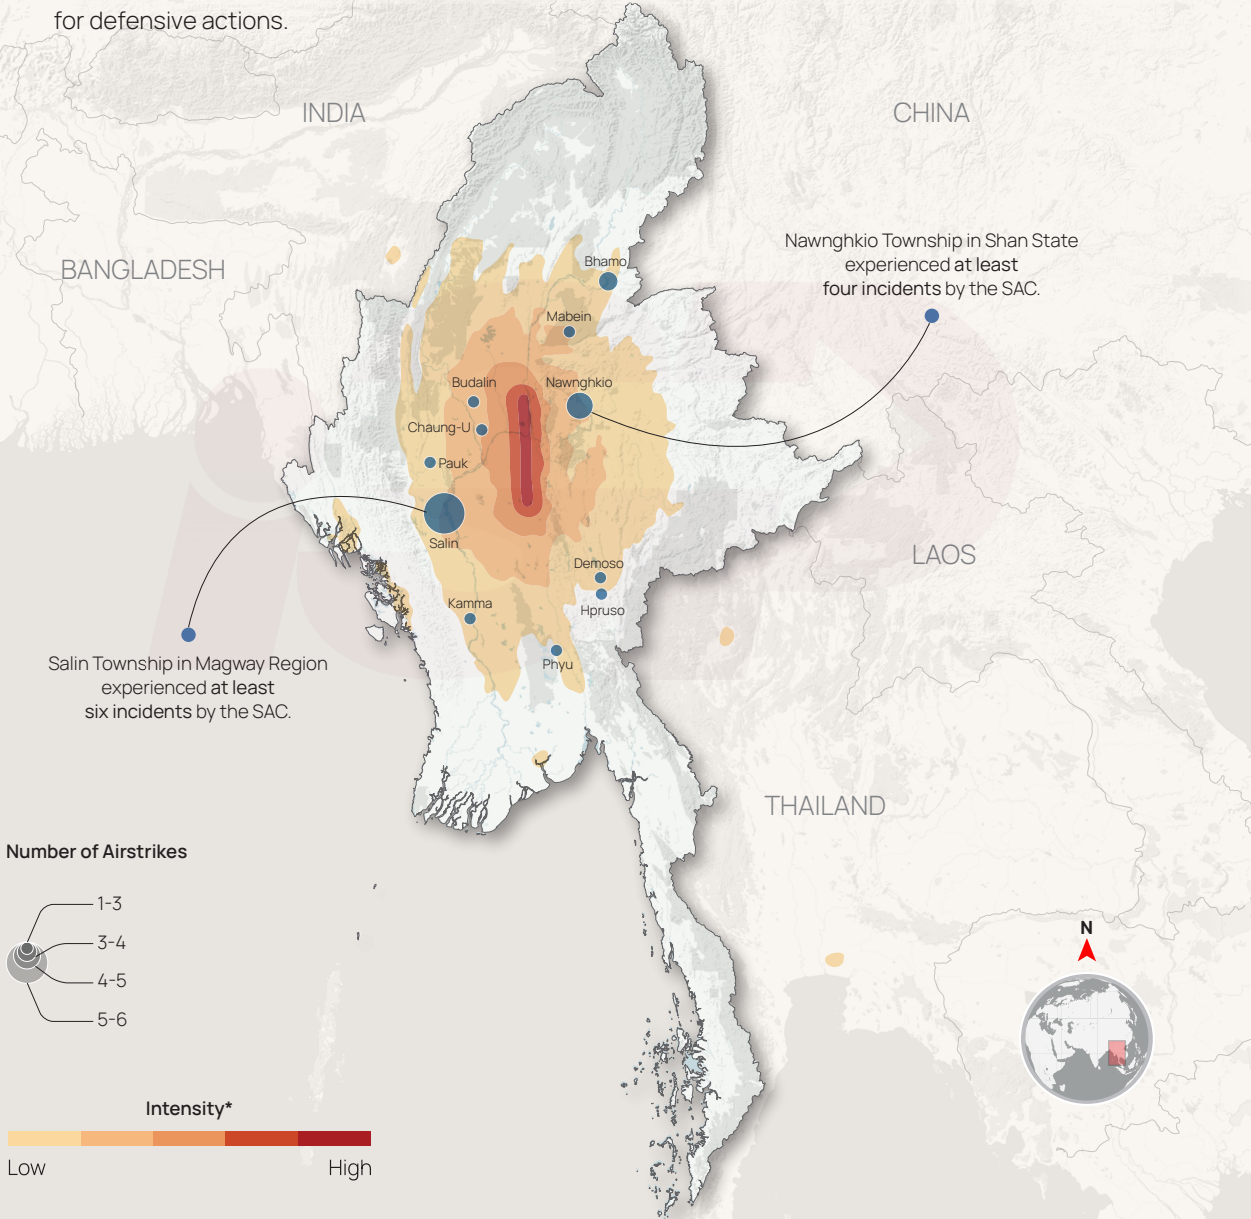 for defensive actions.
INDIA
CHINA
Nawnghkio Township in Shan State
experienced at least
four incidents by the SAC.
BANGLADESH
Bhamo
Mabein
Budalin
Nawnghkio
Chaung-U
Pauk
Salin
LAOS
Demoso
Hpruso
Kamma
Phyu
Salin Township in Magway Region
experienced at least
six incidents by the SAC.
THAILAND
Number of Airstrikes
1-3
3-4
4-5
5-6
N
Intensity*
Low
High